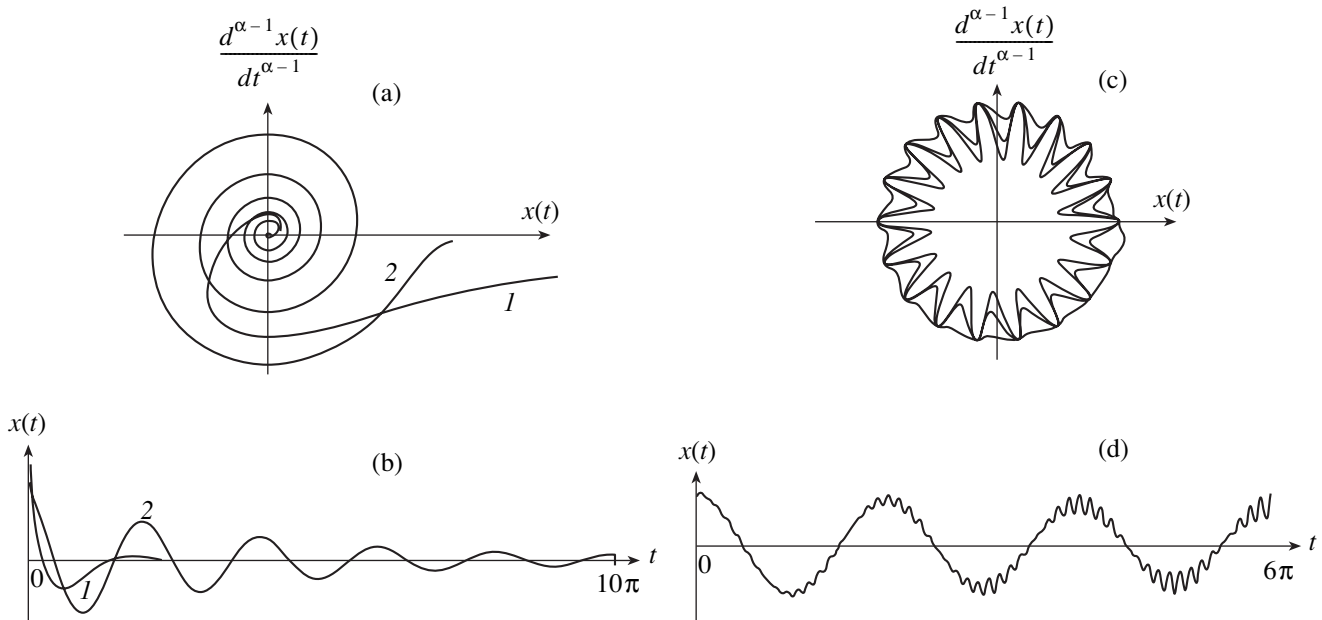 d^{α – 1} x(t)
dt^{α – 1}
(a)
x(t)
2
1
d^{α – 1} x(t)
dt^{α – 1}
(c)
x(t)
x(t)
(b)
2
t
0
1
10π
x(t)
(d)
t
0
6π